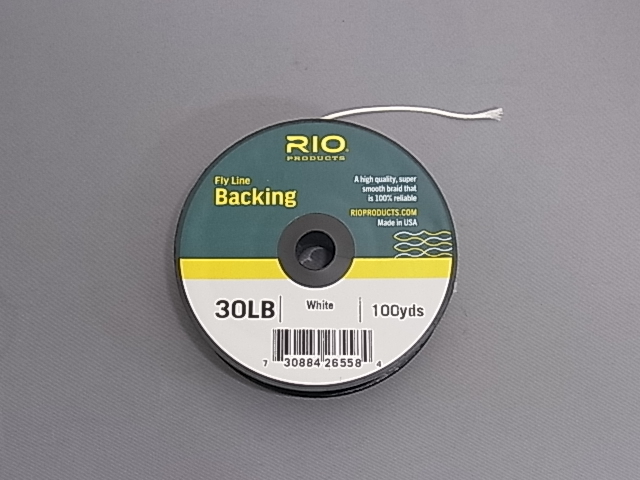 RIO
PRODUCTS
Fly Line
Backing
A high quality, super
smooth braid that
is 100% reliable
RIOPRODUCTS.COM
Made in USA
30LB
White
100yds
7 30884 26558 4